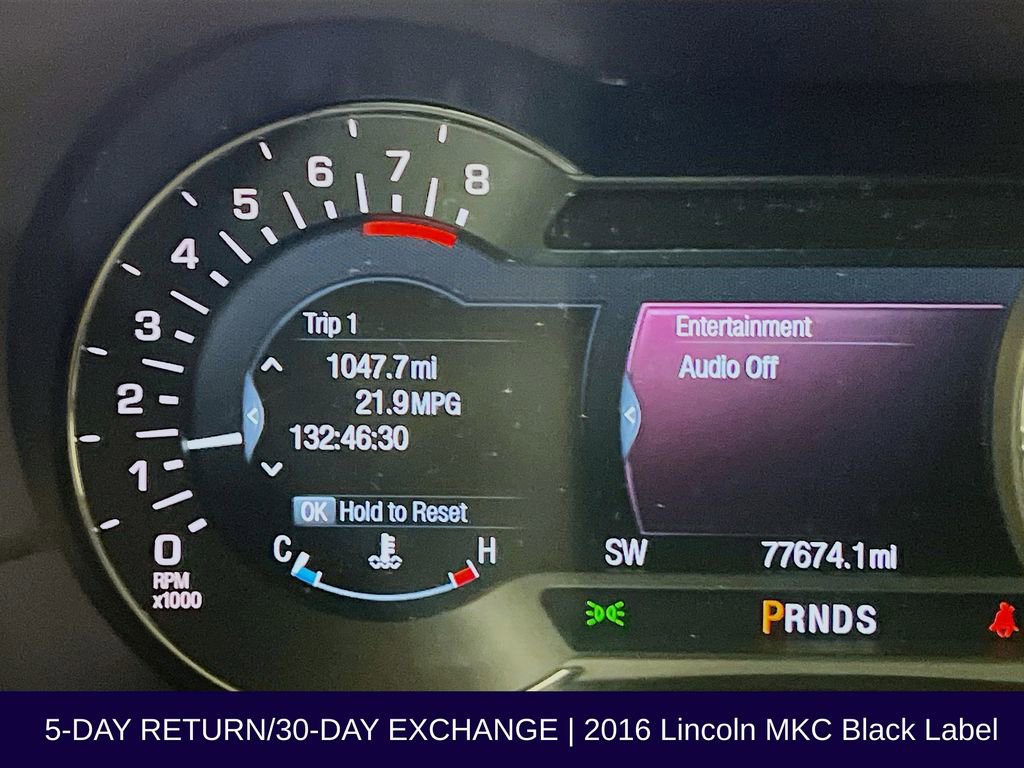 8
7
6
5
4
3
2
1
0
RPM
x1000
Trip 1
1047.7mi
21.9MPG
132:46:30
OK Hold to Reset
C H
Entertainment
Audio Off
SW 77674.1mi
PRNDS
5-DAY RETURN/30-DAY EXCHANGE | 2016 Lincoln MKC Black Label